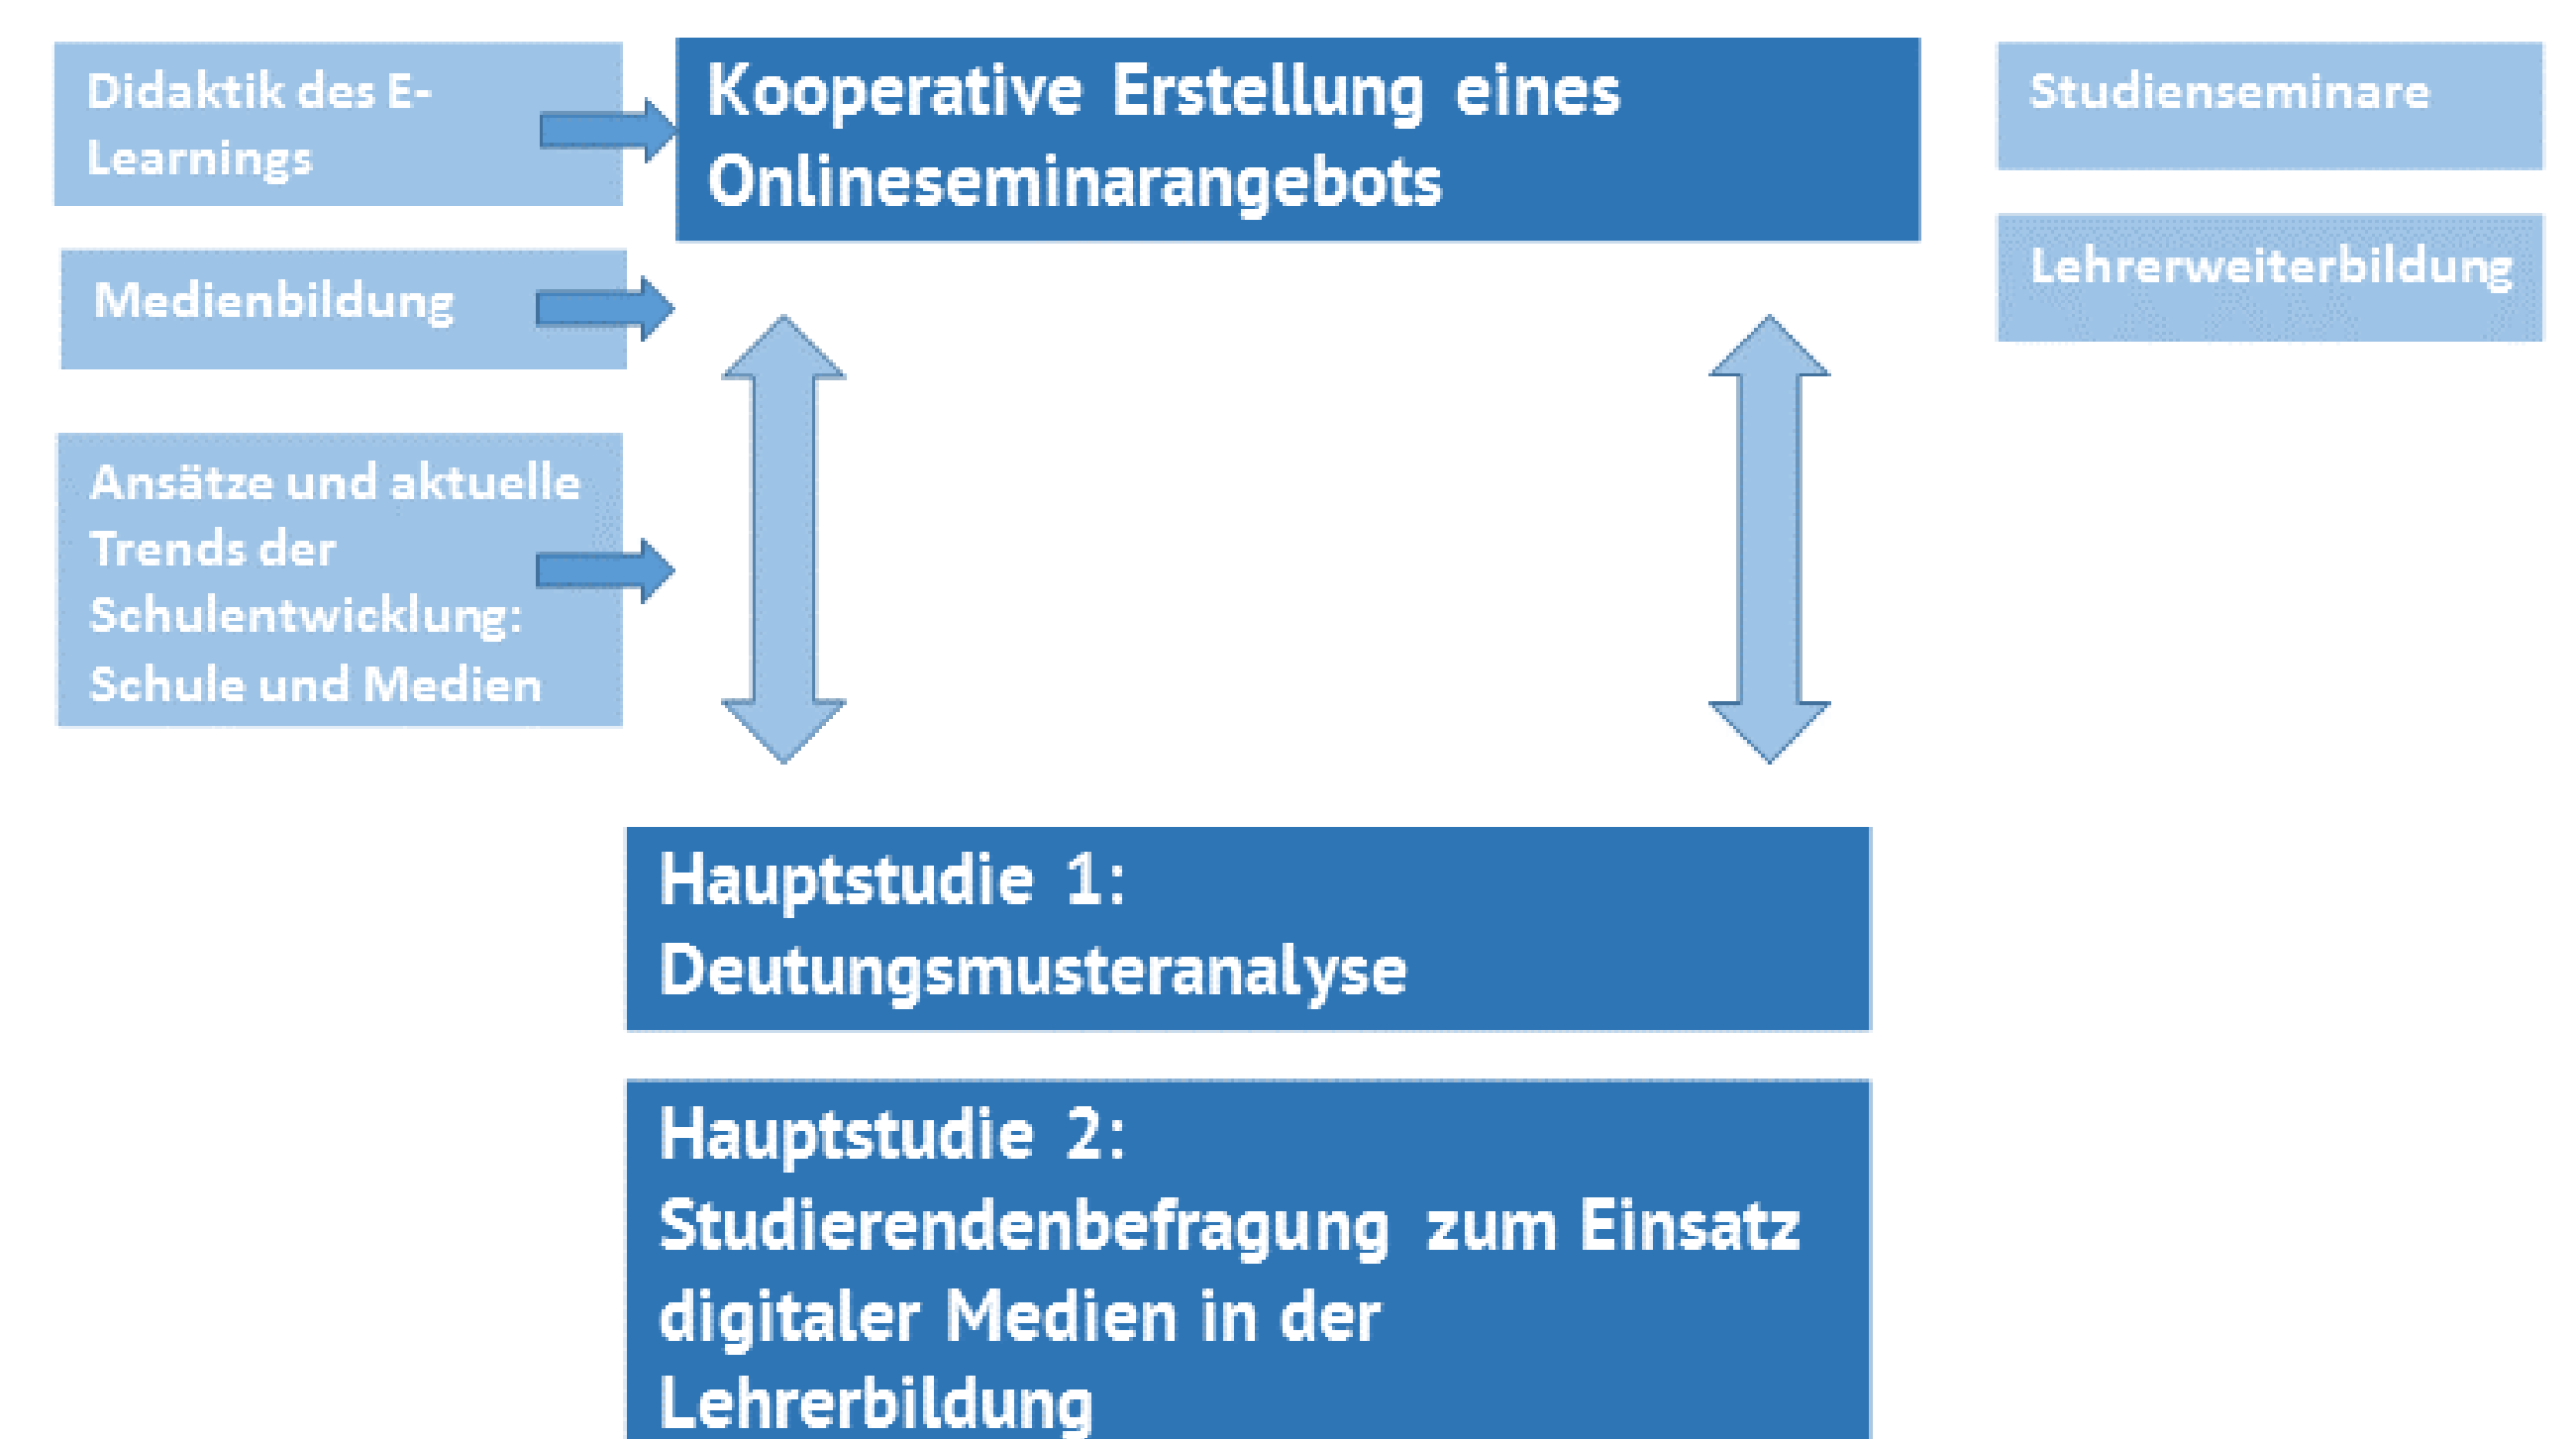 Didaktik des E-
Learnings
Medienbildung
Ansätze und aktuelle
Trends der
Schulentwicklung:
Schule und Medien
Kooperative Erstellung eines
Onlineseminarangebots
Studienseminare
Lehrerweiterbildung
Hauptstudie 1:
Deutungsmusteranalyse
Hauptstudie 2:
Studierendenbefragung zum Einsatz
digitaler Medien in der
Lehrerbildung